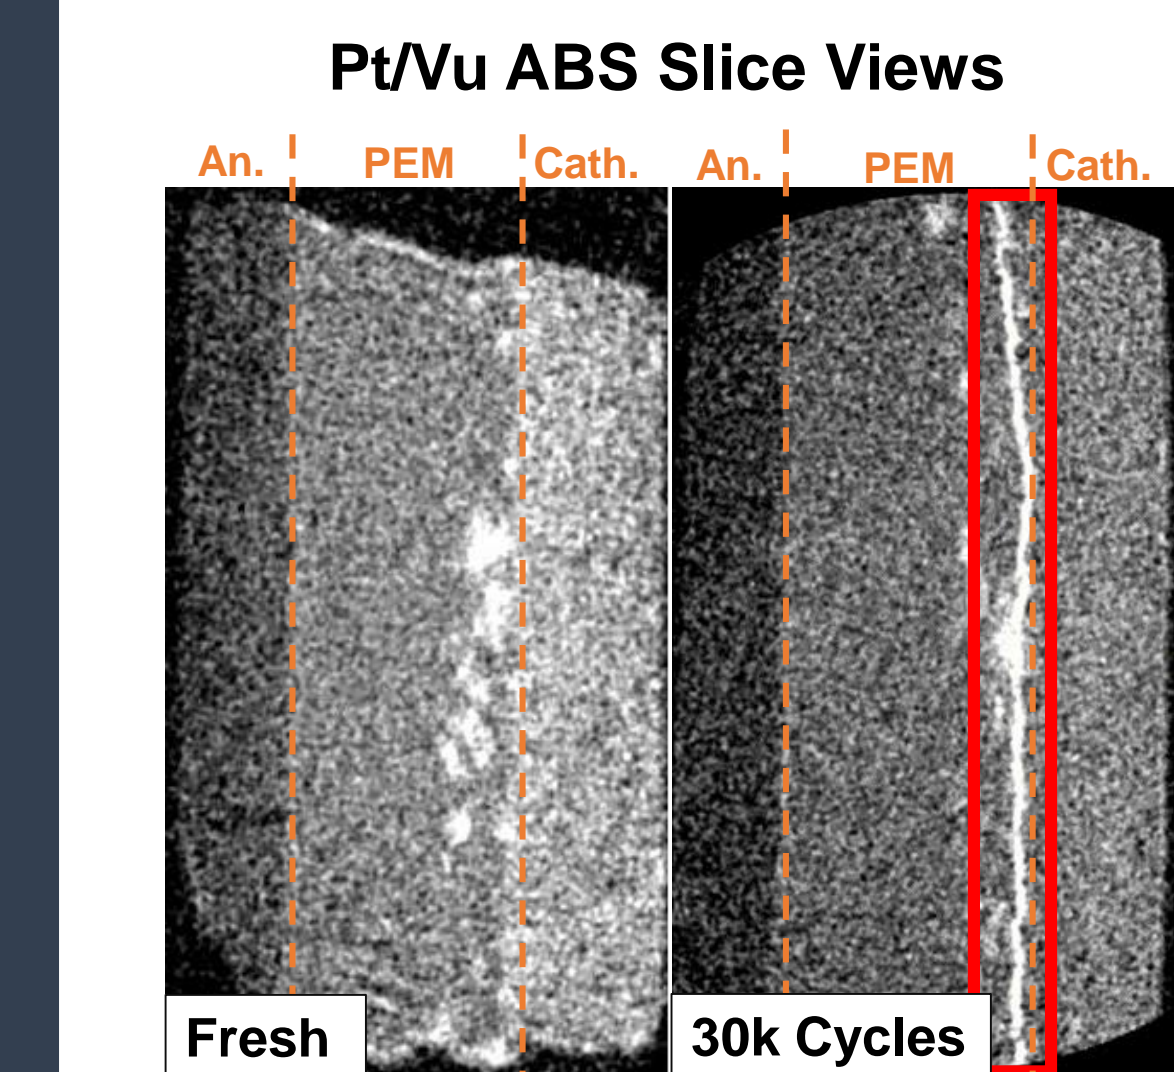 Pt/Vu ABS Slice Views
An. PEM Cath. An. PEM Cath.
Fresh 30k Cycles